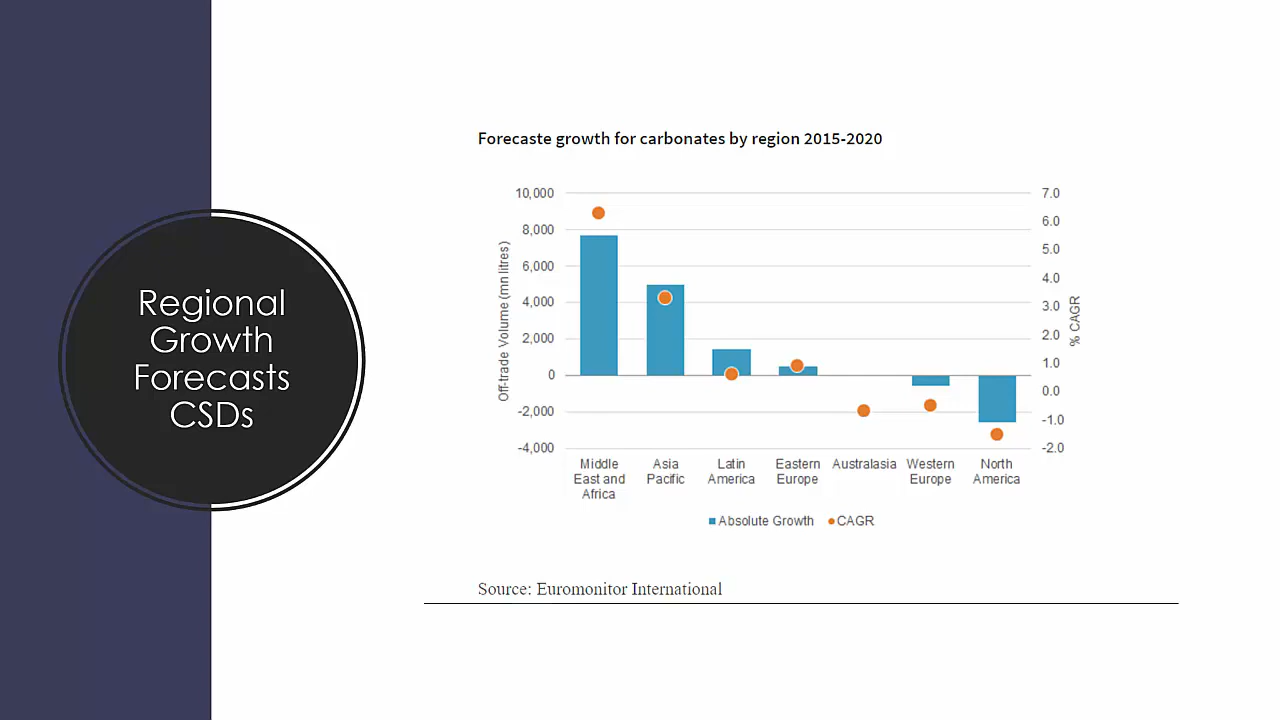 Regional
Growth
Forecasts
CSDs
Forecaste growth for carbonates by region 2015-2020
Off-trade Volume (mn litres)
10,000
8,000
6,000
4,000
2,000
0
-2,000
-4,000
7.0
6.0
5.0
4.0
3.0
2.0
1.0
0.0
-1.0
-2.0
% CAGR
Middle
East and
Africa
Asia
Pacific
Latin
America
Eastern
Europe
Australasia
Western
Europe
North
America
Absolute Growth
CAGR
Source: Euromonitor International